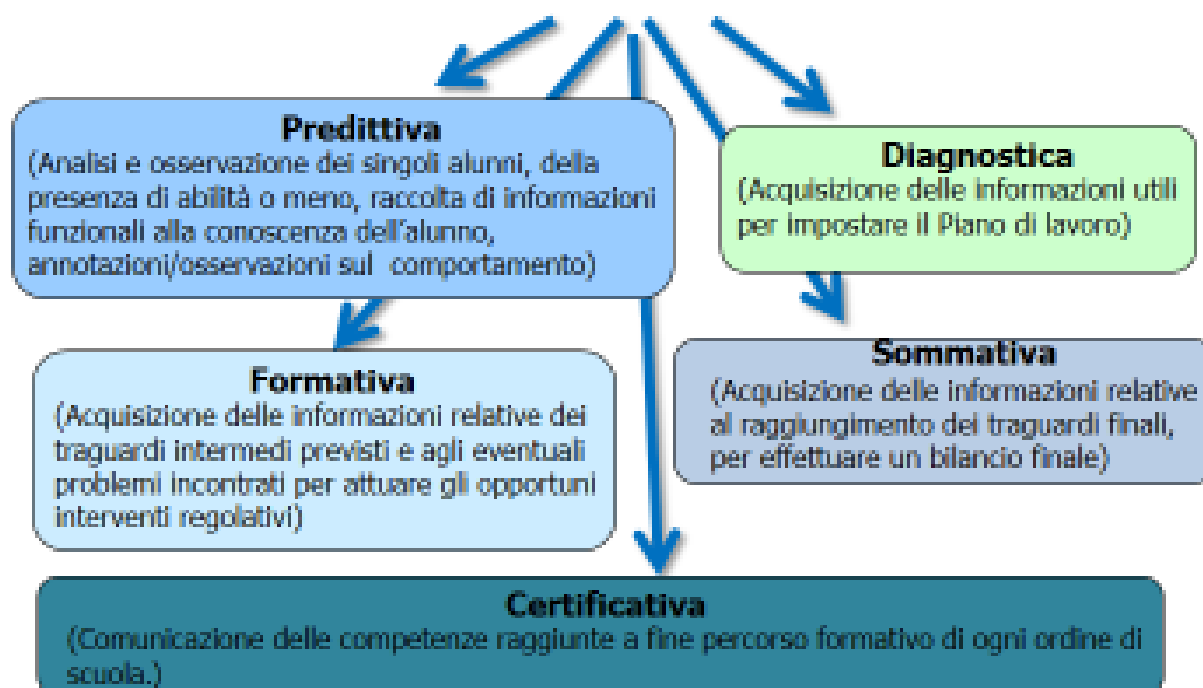 Predittiva
(Analisi e osservazione dei singoli alunni, della
presenza di abilità o meno, raccolta di informazioni
funzionali alla conoscenza dell'alunno,
annotazioni/osservazioni sul comportamento)
Diagnostica
(Acquisizione delle informazioni utili
per impostare il Piano di lavoro)
Formativa
(Acquisizione delle informazioni relative dei
traguardi intermedi previsti e agli eventuali
problemi incontrati per attuare gli opportuni
interventi regolativi)
Sommativa
(Acquisizione delle informazioni relative
al raggiungimento dei traguardi finali,
per effettuare un bilancio finale)
Certificativa
(Comunicazione delle competenze raggiunte a fine percorso formativo di ogni ordine di
scuola.)